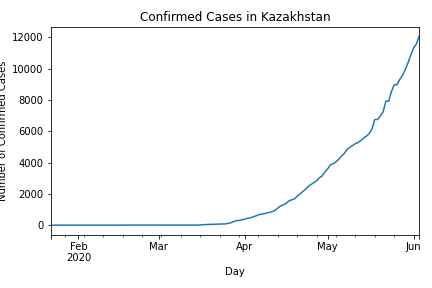 Confirmed Cases in Kazakhstan
Number of Confirmed Cases
12000
10000
8000
6000
4000
2000
0
Feb
2020
Mar
Apr
May
Jun
Day